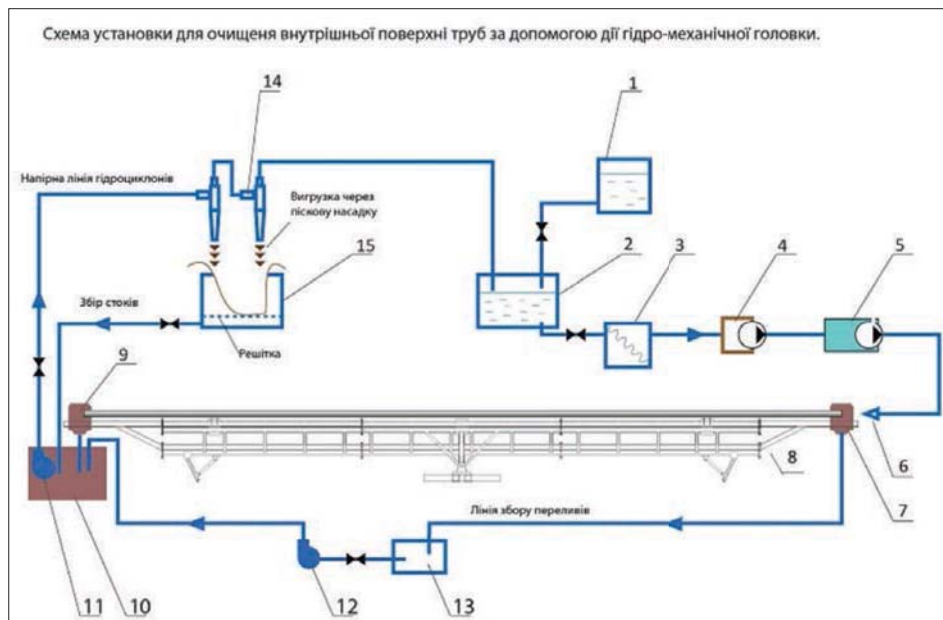 Схема установки для очищеня внутрішньої поверхні труб за допомогою дії гідро-механічної головки.
14
1
Напірна лінія гідроциклонів
Вигрузка через
піскову насадку
15
2
3
4
5
Збір стоків
Решітка
9
8
6
7
Лінія збору переливів
11
10
12
13